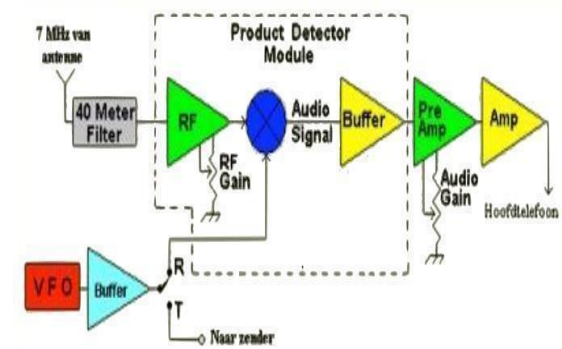 7 MHz van
antenne
Product Detector
Module
40 Meter
Filter
RF
Audio
Signal
Buffer
Pre
Amp
Amp
RF
Gain
Audio
Gain
Hoofdtelefoon
VFO
Buffer
R
T
Naar zender